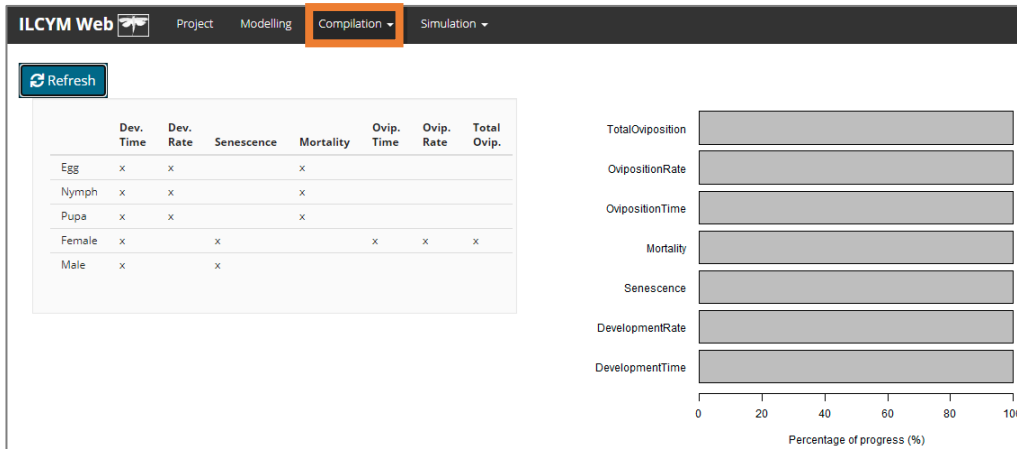 ILCYM Web Project Modelling Compilation Simulation
Refresh
Dev. Time Dev. Rate Senescence Mortality Ovip. Time Ovip. Rate Total Ovip.
Egg x x x
Nymph x x x
Pupa x x x
Female x x x x x
Male x x
TotalOviposition
OvipositionRate
OvipositionTime
Mortality
Senescence
DevelopmentRate
DevelopmentTime
0 20 40 60 80
Percentage of progress (%)